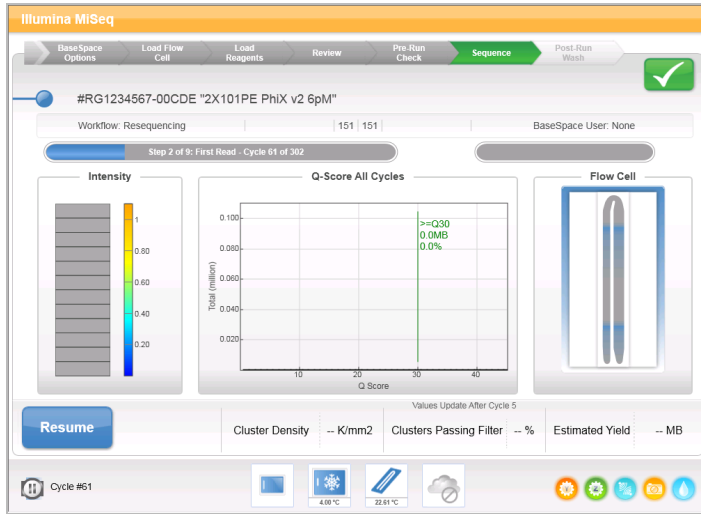 Illumina MiSeq
BaseSpace Options
Load Flow Cell
Load Reagents
Review
Pre-Run Check
Sequence
Post-Run Wash
#RG1234567-00CDE "2X101PE PhiX v2 6pM"
Workflow: Resequencing
151 151
BaseSpace User: None
Step 2 of 9: First Read - Cycle 61 of 302
Intensity
1
0.80
0.60
0.40
0.20
Q-Score All Cycles
Total (million)
0.100
0.080
0.060
0.040
0.020
>=Q30
0.0MB
0.0%
10 20 30 40
Q Score
Flow Cell
Values Update After Cycle 5
Resume
Cluster Density -- K/mm2
Clusters Passing Filter -- %
Estimated Yield -- MB
Cycle #61
4.00 °C
22.61 °C